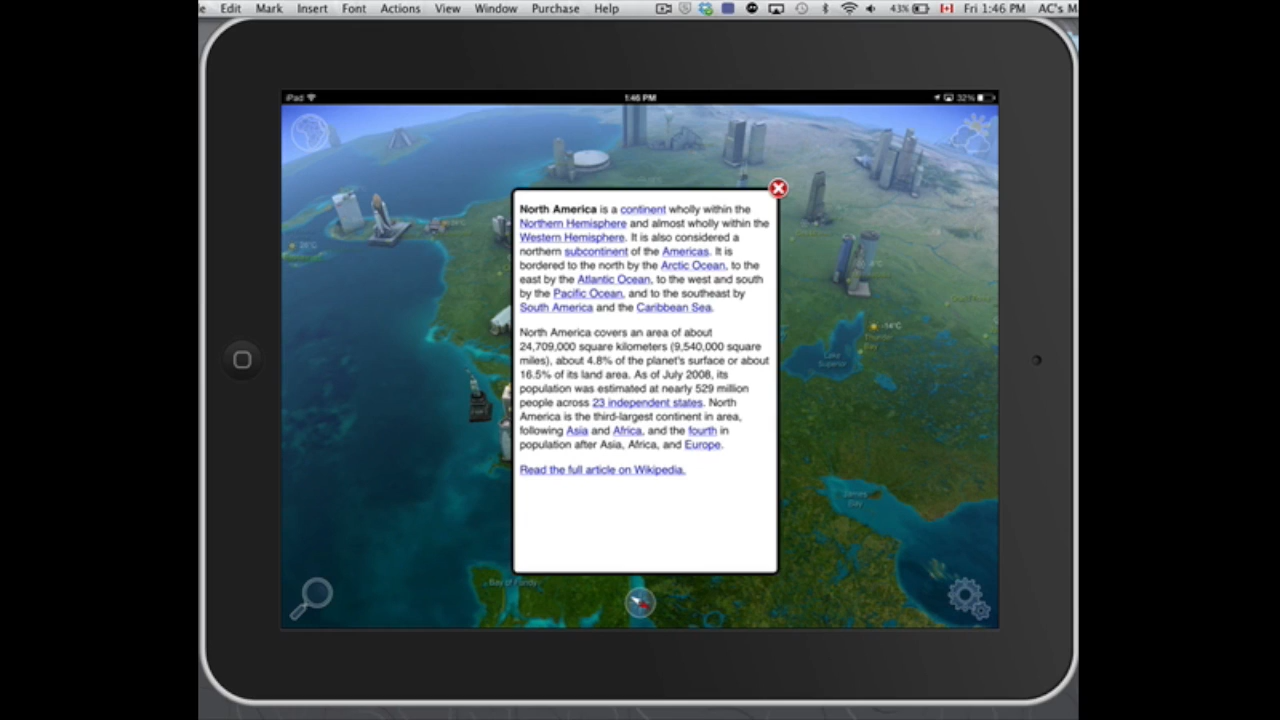 e Edit Mark Insert Font Actions View Window Purchase Help 43% Fri 1:46 PM AC's M
iPad 1:46 PM 32%
North America is a continent wholly within the
Northern Hemisphere and almost wholly within the
Western Hemisphere. It is also considered a
northern subcontinent of the Americas. It is
bordered to the north by the Arctic Ocean, to the
east by the Atlantic Ocean, to the west and south
by the Pacific Ocean, and to the southeast by
South America and the Caribbean Sea.
North America covers an area of about
24,709,000 square kilometers (9,540,000 square
miles), about 4.8% of the planet's surface or about
16.5% of its land area. As of July 2008, its
population was estimated at nearly 529 million
people across 23 independent states. North
America is the third-largest continent in area,
following Asia and Africa, and the fourth in
population after Asia, Africa, and Europe.
Read the full article on Wikipedia.
-14°C
Thunder
Bay
Lake
Superior
James
Bay
Bay of Fundy